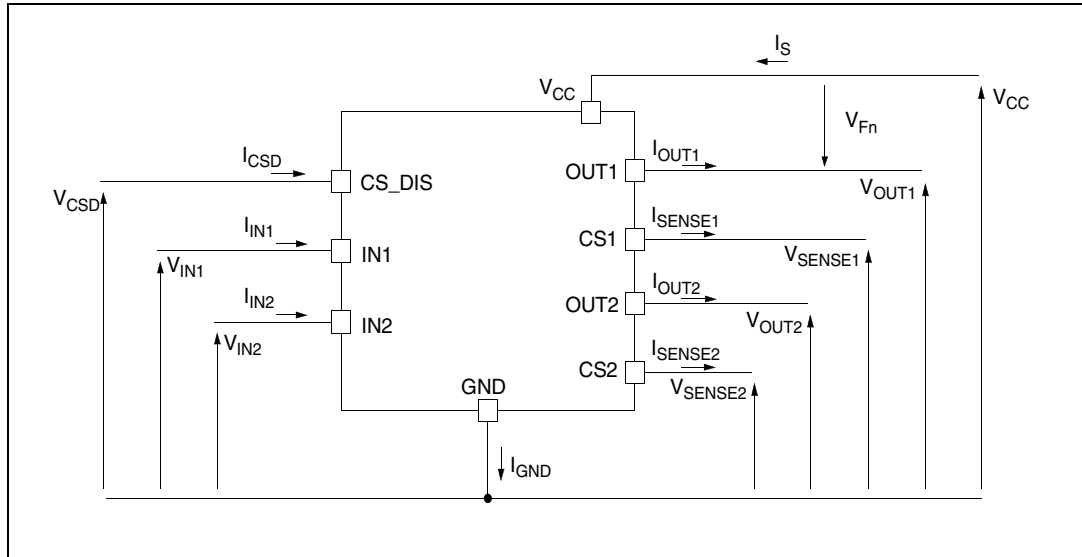 I_S
V_CC
V_CC
V_Fn
I_CSD
CS_DIS
V_CSD
OUT1
I_OUT1
V_OUT1
I_IN1
IN1
V_IN1
CS1
I_SENSE1
V_SENSE1
I_IN2
IN2
V_IN2
OUT2
I_OUT2
V_OUT2
CS2
I_SENSE2
V_SENSE2
GND
I_GND